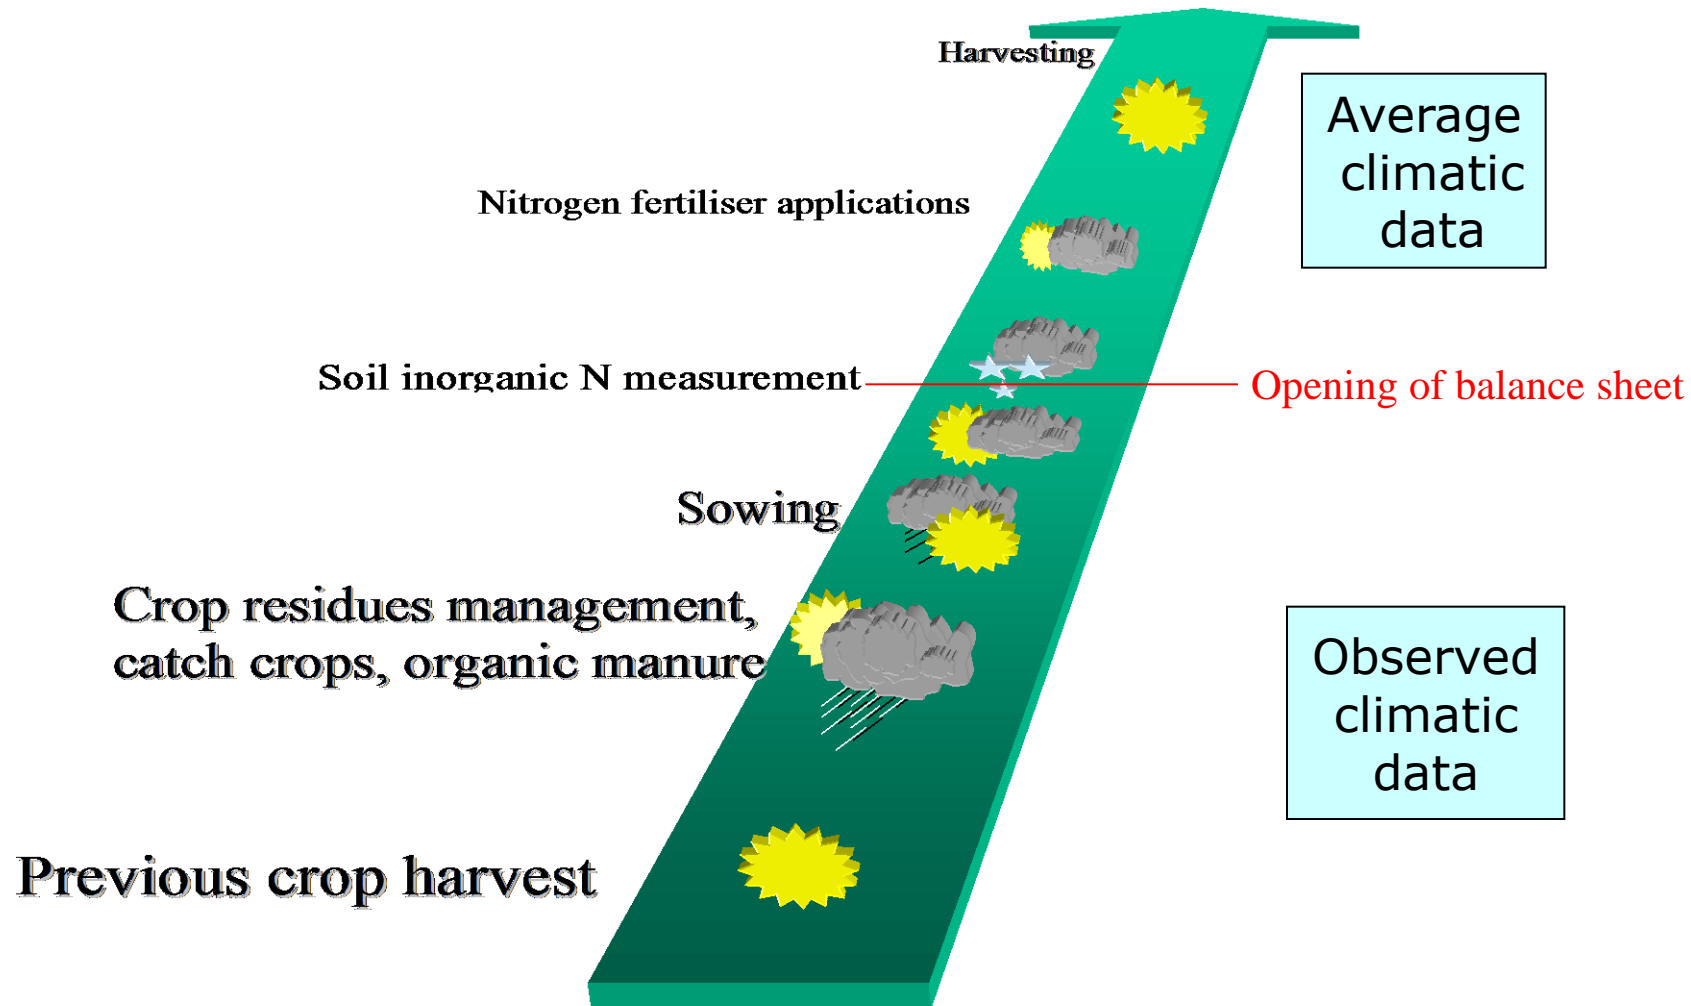 Harvesting
Average
climatic
data
Nitrogen fertiliser applications
Soil inorganic N measurement
Opening of balance sheet
Sowing
Crop residues management,
catch crops, organic manure
Observed
climatic
data
Previous crop harvest